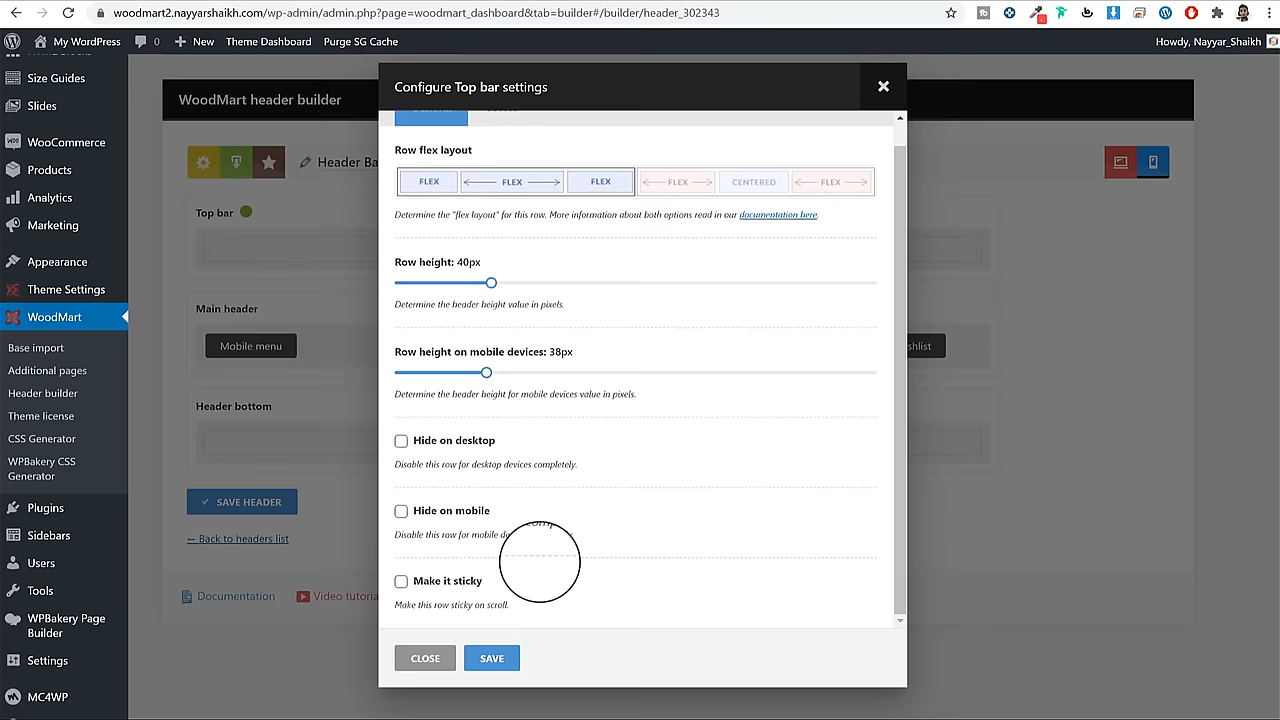 woodmart2.nayyarshaikh.com/wp-admin/admin.php?page=woodmart_dashboard&tab=builder#/builder/header_302343
My WordPress
0
New
Theme Dashboard
Purge SG Cache
Howdy, Nayyar_Shaikh
Size Guides
Slides
WooCommerce
Products
Analytics
Marketing
Appearance
Theme Settings
WoodMart
Base import
Additional pages
Header builder
Theme license
CSS Generator
WPBakery CSS
Generator
Plugins
Sidebars
Users
Tools
WPBakery Page
Builder
Settings
MC4WP
WoodMart header builder
Header Ba
Top bar
Main header
Mobile menu
shlist
Header bottom
SAVE HEADER
← Back to headers list
Documentation
Video tutoria
Configure Top bar settings
Row flex layout
FLEX
FLEX
FLEX
FLEX
CENTERED
FLEX
Determine the "flex layout" for this row. More information about both options read in our documentation here.
Row height: 40px
Determine the header height value in pixels.
Row height on mobile devices: 38px
Determine the header height for mobile devices value in pixels.
Hide on desktop
Disable this row for desktop devices completely.
Hide on mobile
Disable this row for mobile d
Make it sticky
Make this row sticky on scroll.
CLOSE
SAVE